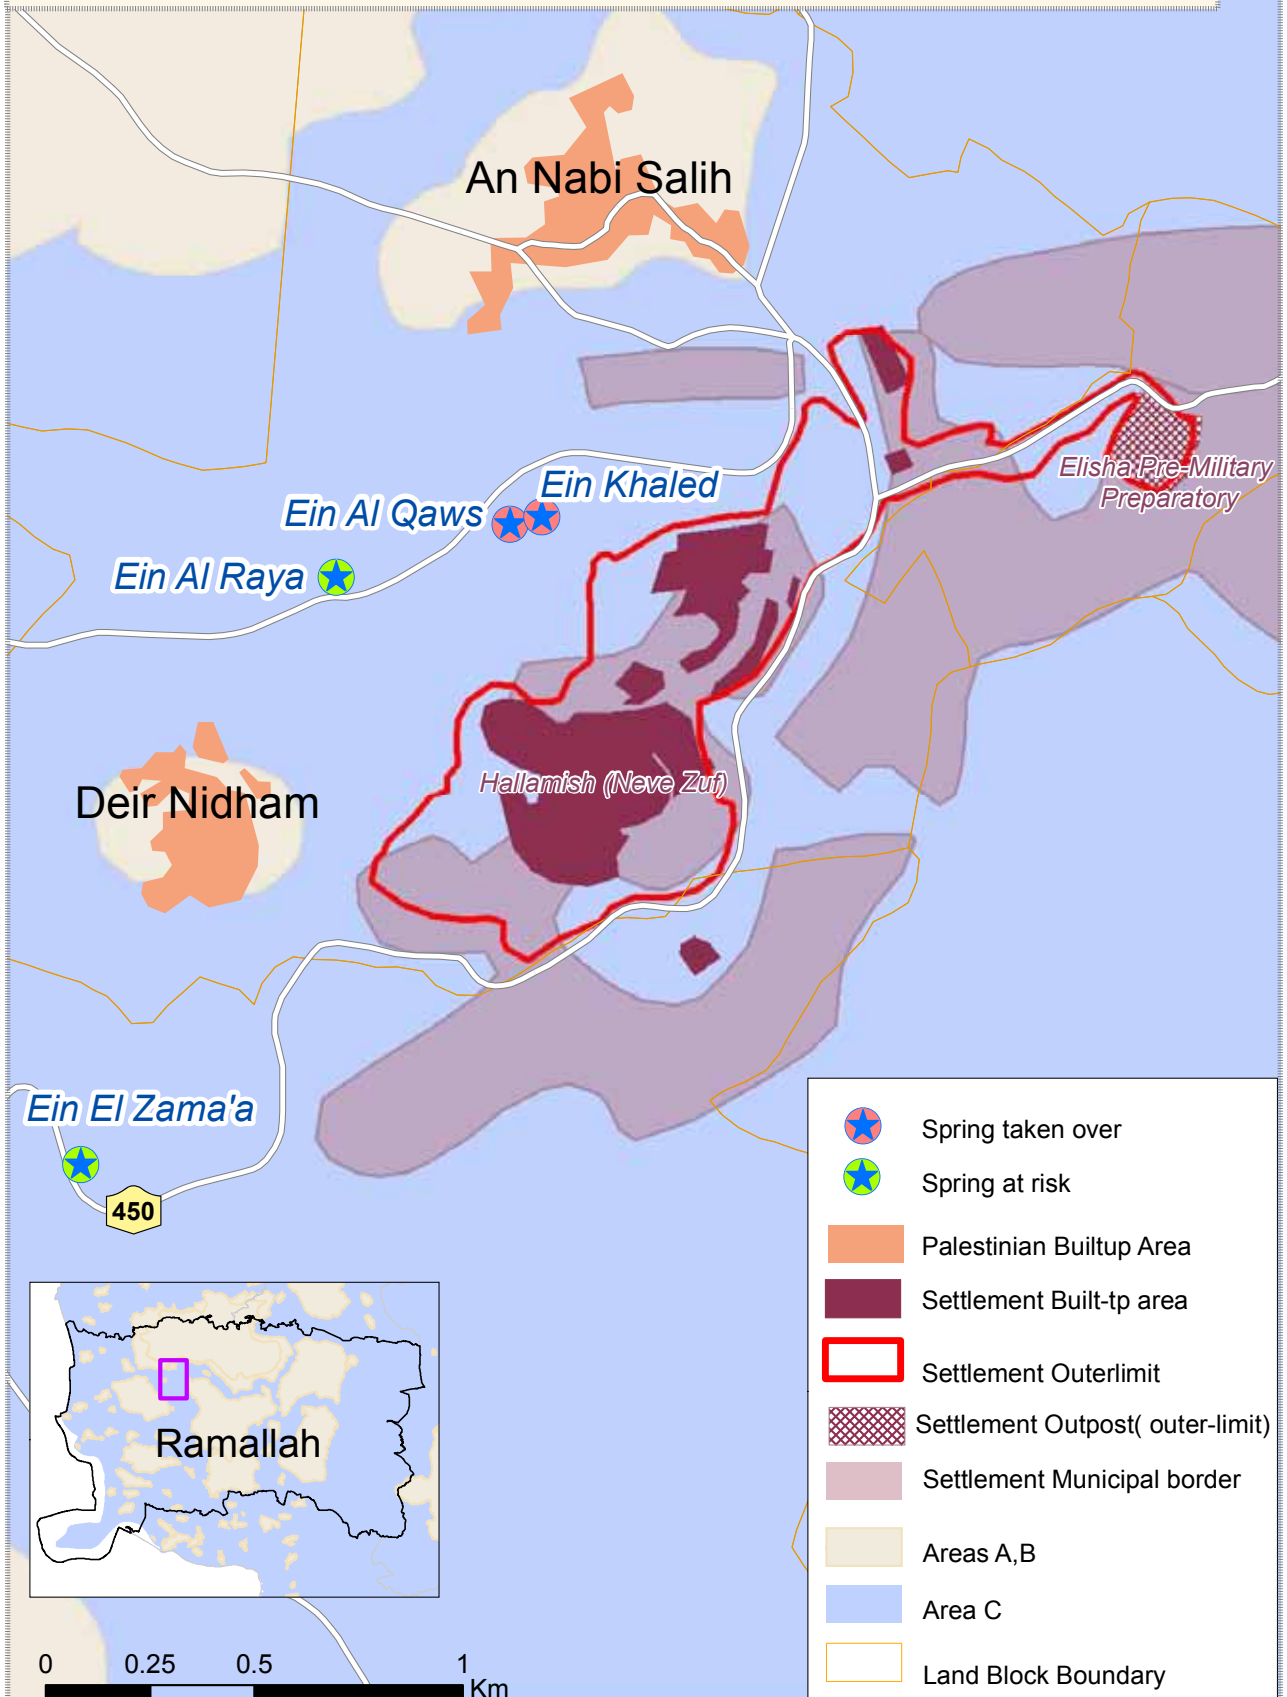 An Nabi Salih
Elisha Pre-Military
Preparatory
Ein Khaled
Ein Al Qaws
Ein Al Raya
Hallamish (Neve Zuf)
Deir Nidham
Ein El Zama'a
450
Ramallah
0 0.25 0.5 1
Km
Spring taken over
Spring at risk
Palestinian Builtup Area
Settlement Built-tp area
Settlement Outerlimit
Settlement Outpost( outer-limit)
Settlement Municipal border
Areas A,B
Area C
Land Block Boundary